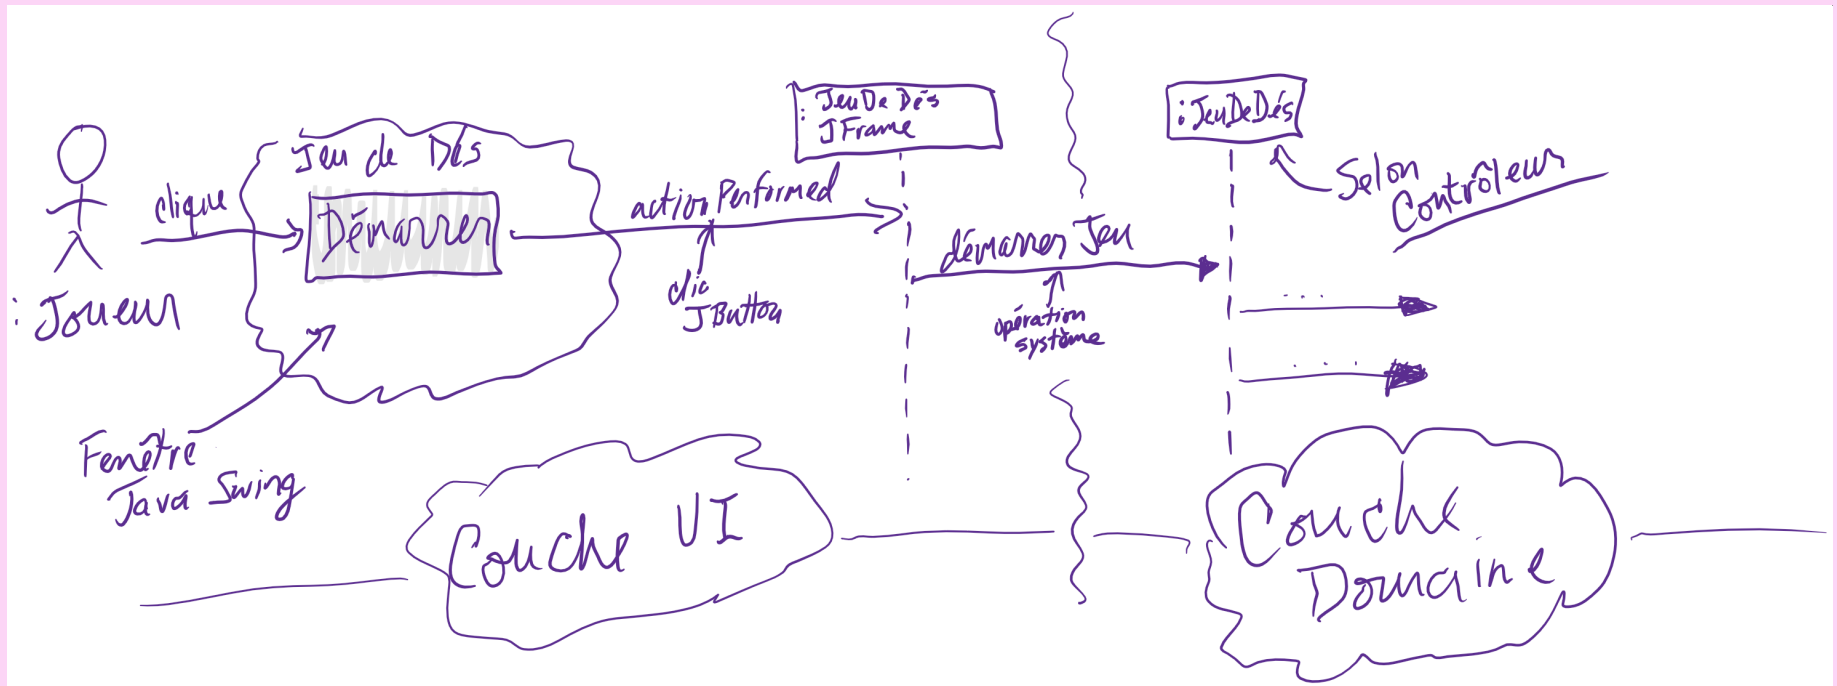 : Joueur
clique
Jeu de Dés
Démarrer
Fenêtre
Java Swing
actionPerformed
clic
JButton
: JeuDeDés
JFrame
démarrerJeu
opération
système
:JeuDeDés
Selon
Contrôleur
...
...
Couche UI
Couche
Domaine